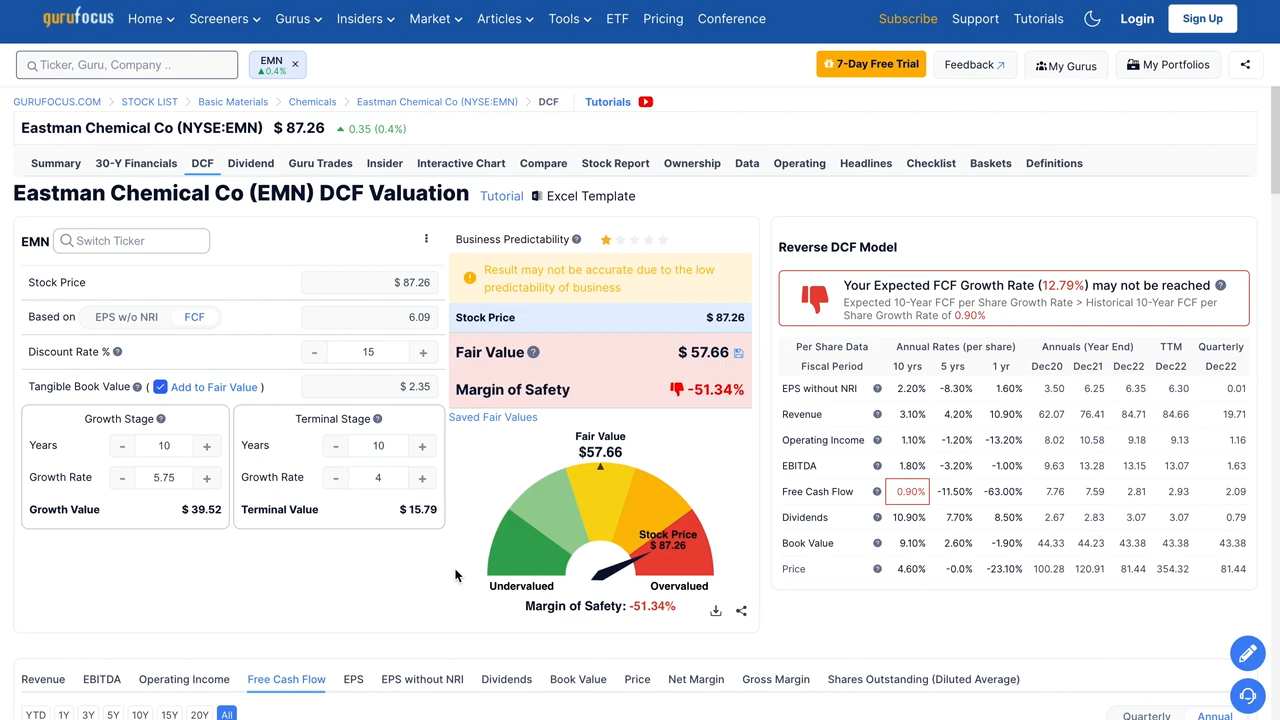 gurufocus Home Screeners Gurus Insiders Market Articles Tools ETF Pricing Conference Subscribe Support Tutorials Login Sign Up
Ticker, Guru, Company .. EMN × ▲0.4% 7-Day Free Trial Feedback My Gurus My Portfolios
GURUFOCUS.COM > STOCK LIST > Basic Materials > Chemicals > Eastman Chemical Co (NYSE:EMN) > DCF Tutorials
Eastman Chemical Co (NYSE:EMN) $ 87.26 ▲ 0.35 (0.4%)
Summary 30-Y Financials DCF Dividend Guru Trades Insider Interactive Chart Compare Stock Report Ownership Data Operating Headlines Checklist Baskets Definitions
Eastman Chemical Co (EMN) DCF Valuation Tutorial Excel Template
EMN Switch Ticker
Stock Price $ 87.26
Based on EPS w/o NRI FCF 6.09
Discount Rate % - 15 +
Tangible Book Value ( Add to Fair Value ) $ 2.35
Growth Stage
Years - 10 +
Growth Rate - 5.75 +
Growth Value $ 39.52
Terminal Stage
Years - 10 +
Growth Rate - 4 +
Terminal Value $ 15.79
Business Predictability
Result may not be accurate due to the low
predictability of business
Stock Price $ 87.26
Fair Value $ 57.66
Margin of Safety -51.34%
Saved Fair Values
Fair Value
$57.66
Stock Price
$ 87.26
Undervalued Overvalued
Margin of Safety: -51.34%
Reverse DCF Model
Your Expected FCF Growth Rate (12.79%) may not be reached
Expected 10-Year FCF per Share Growth Rate > Historical 10-Year FCF per
Share Growth Rate of 0.90%
Per Share Data Annual Rates (per share) Annuals (Year End) TTM Quarterly
Fiscal Period 10 yrs 5 yrs 1 yr Dec20 Dec21 Dec22 Dec22 Dec22
EPS without NRI 2.20% -8.30% 1.60% 3.50 6.25 6.35 6.30 0.01
Revenue 3.10% 4.20% 10.90% 62.07 76.41 84.71 84.66 19.71
Operating Income 1.10% -1.20% -13.20% 8.02 10.58 9.18 9.13 1.16
EBITDA 1.80% -3.20% -1.00% 9.63 13.28 13.15 13.07 1.63
Free Cash Flow 0.90% -11.50% -63.00% 7.76 7.59 2.81 2.93 2.09
Dividends 10.90% 7.70% 8.50% 2.67 2.83 3.07 3.07 0.79
Book Value 9.10% 2.60% -1.90% 44.33 44.23 43.38 43.38 43.38
Price 4.60% -0.0% -23.10% 100.28 120.91 81.44 354.32 81.44
Revenue EBITDA Operating Income Free Cash Flow EPS EPS without NRI Dividends Book Value Price Net Margin Gross Margin Shares Outstanding (Diluted Average)
YTD 1Y 3Y 5Y 10Y 15Y 20Y All Quarterly Annual